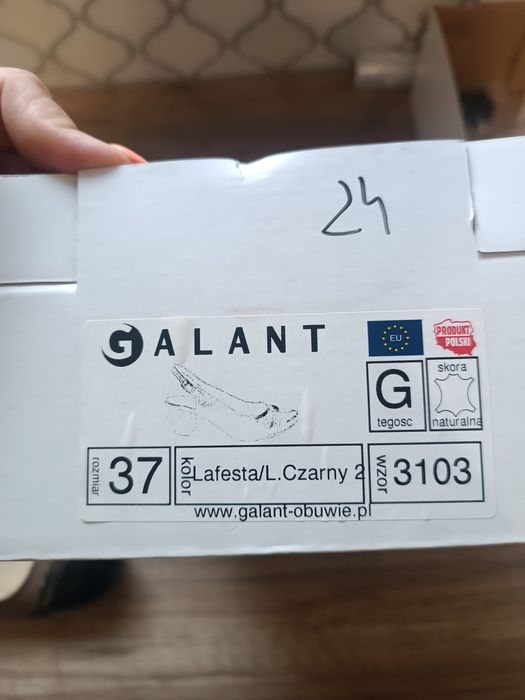 24
GALANT
EU
PRODUKT
POLSKI
skora
G
tegosc
naturalna
rozmiar
37
kolor
Lafesta/L.Czarny 2
wzor
3103
www.galant-obuwie.pl